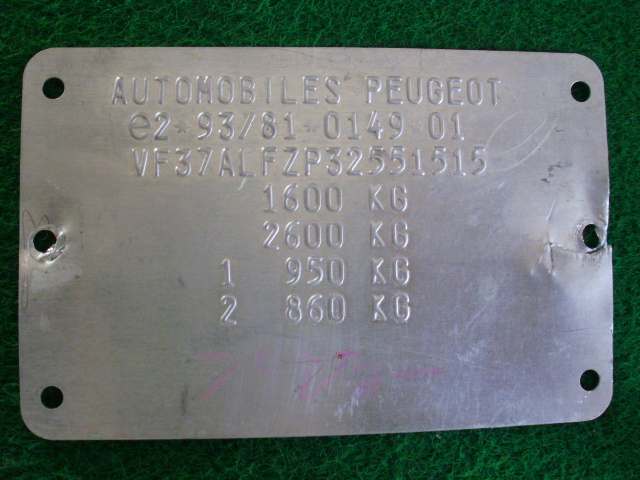 AUTOMOBILES PEUGEOT
e2*93/81*0149*01
VF37ALFZP32551515
1600 KG
2600 KG
1 950 KG
2 860 KG